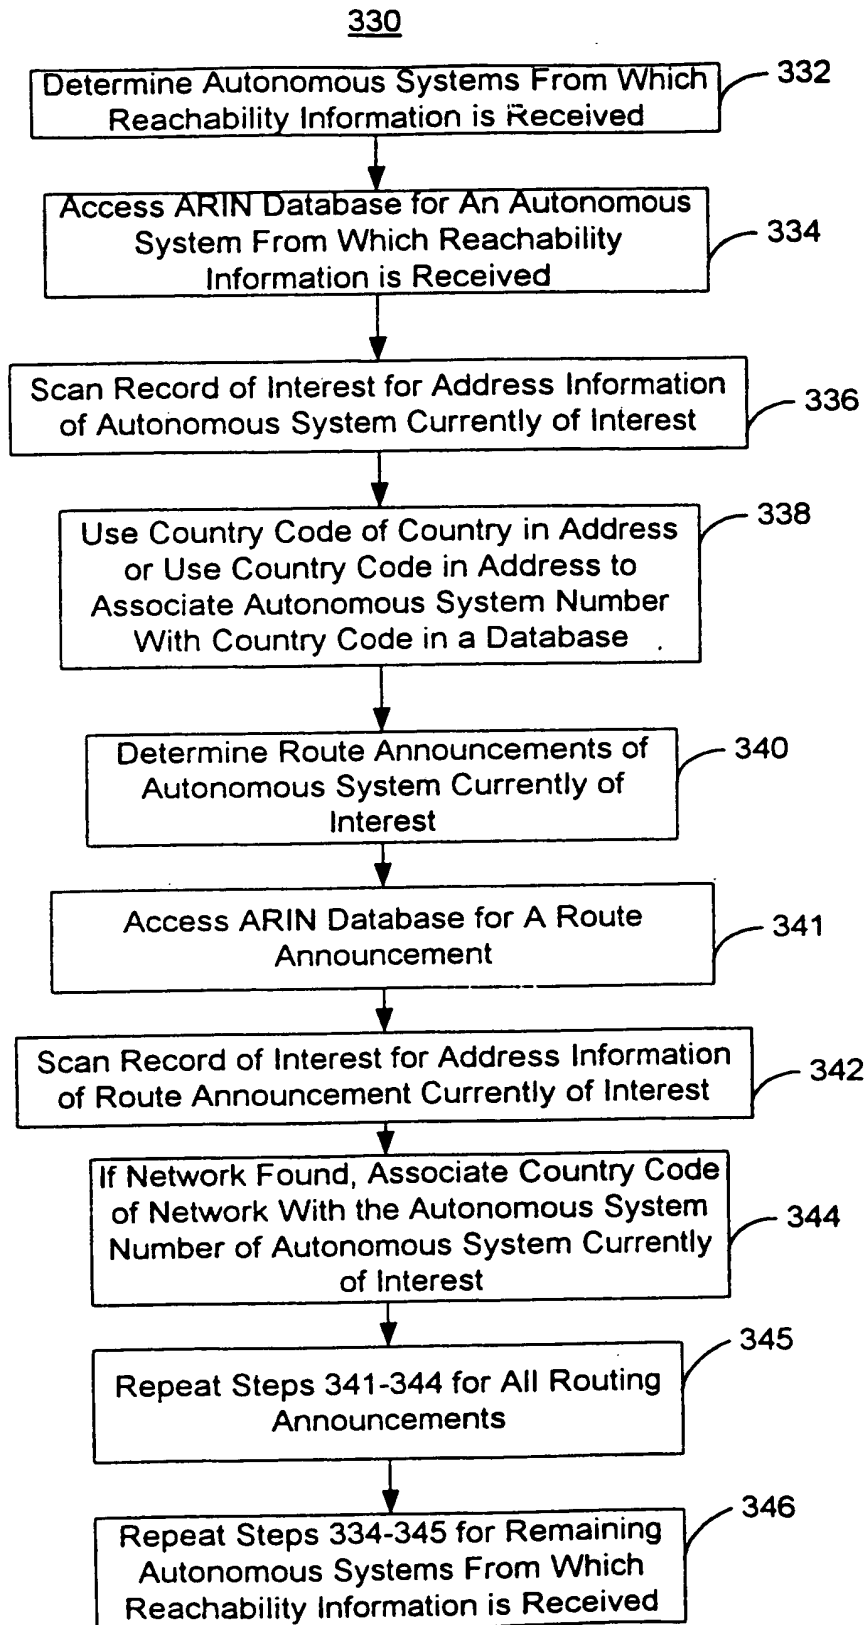 330
Determine Autonomous Systems From Which
Reachability Information is Received
332
Access ARIN Database for An Autonomous
System From Which Reachability
Information is Received
334
Scan Record of Interest for Address Information
of Autonomous System Currently of Interest
336
Use Country Code of Country in Address
or Use Country Code in Address to
Associate Autonomous System Number
With Country Code in a Database
338
Determine Route Announcements of
Autonomous System Currently of
Interest
340
Access ARIN Database for A Route
Announcement
341
Scan Record of Interest for Address Information
of Route Announcement Currently of Interest
342
If Network Found, Associate Country Code
of Network With the Autonomous System
Number of Autonomous System Currently
of Interest
344
Repeat Steps 341-344 for All Routing
Announcements
345
Repeat Steps 334-345 for Remaining
Autonomous Systems From Which
Reachability Information is Received
346